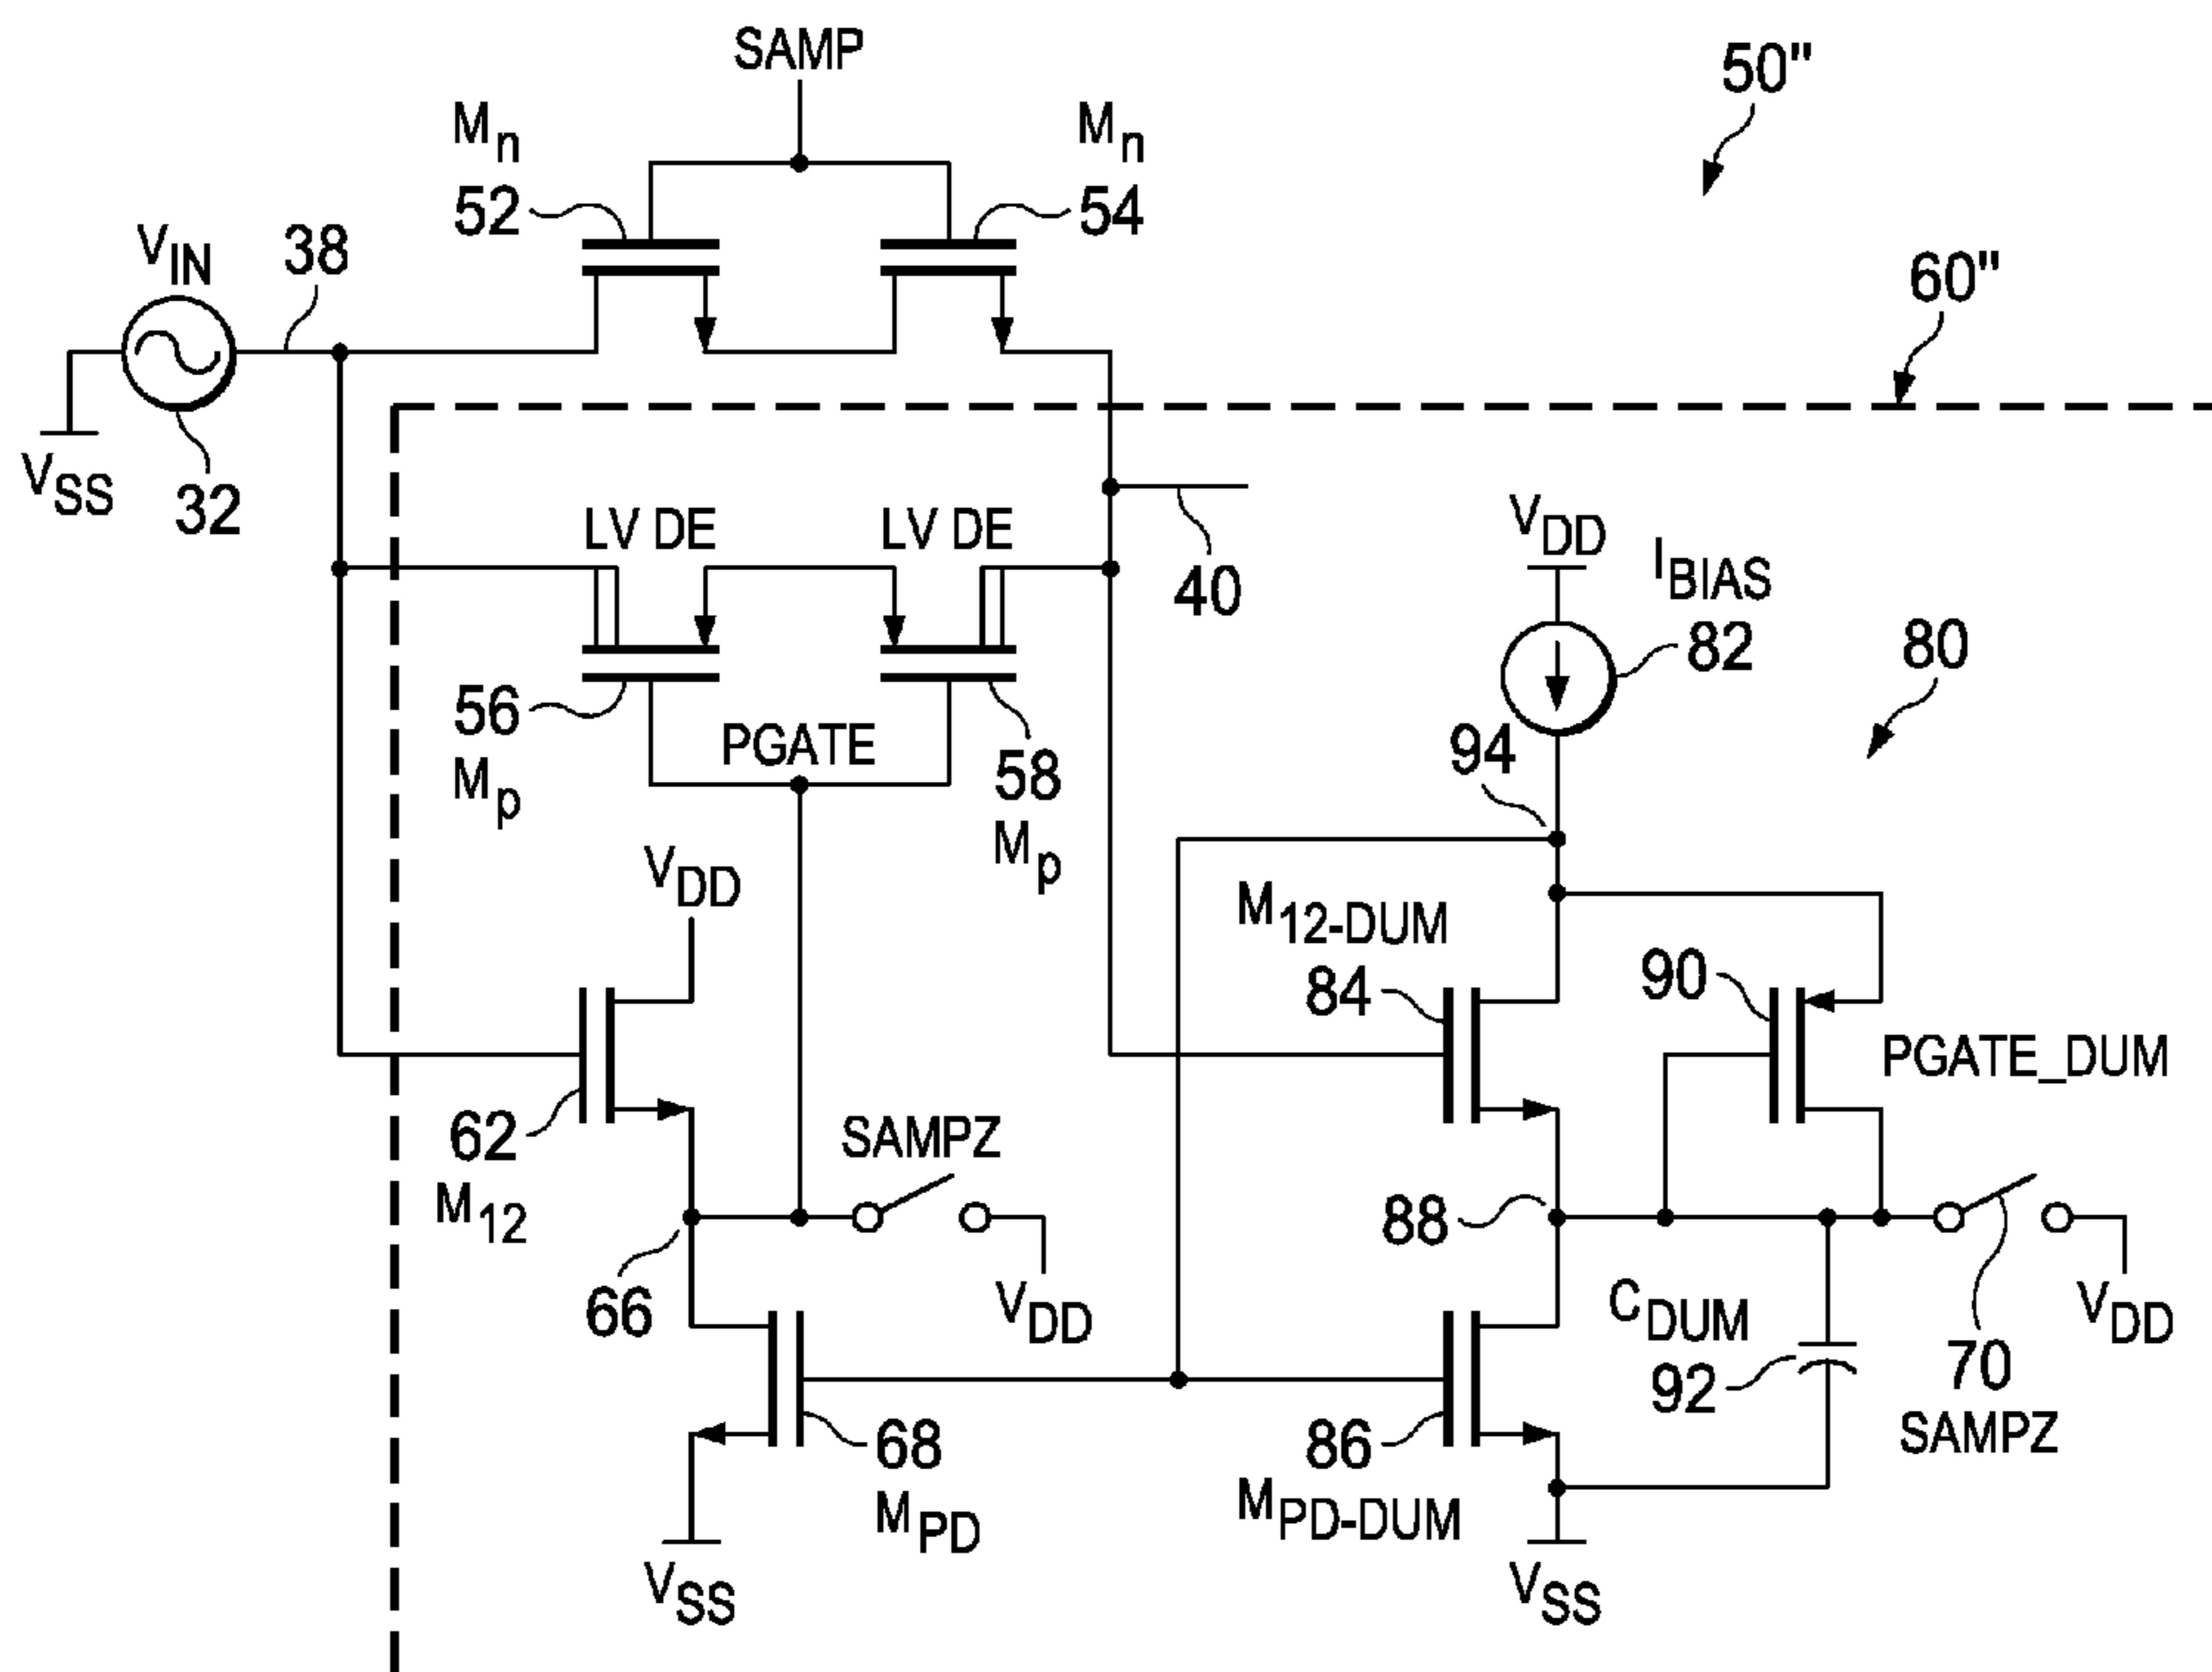 SAMP
50"
Mn
Mn
52
54
VIN
38
60"
VSS
32
LV DE
LV DE
VDD
IBIAS
40
82
80
56
PGATE
94
58
Mp
Mp
VDD
M12-DUM
90
84
PGATE_DUM
62
SAMPZ
M12
88
66
VDD
CDUM
VDD
92
70
68
86
SAMPZ
MPD
MPD-DUM
VSS
VSS